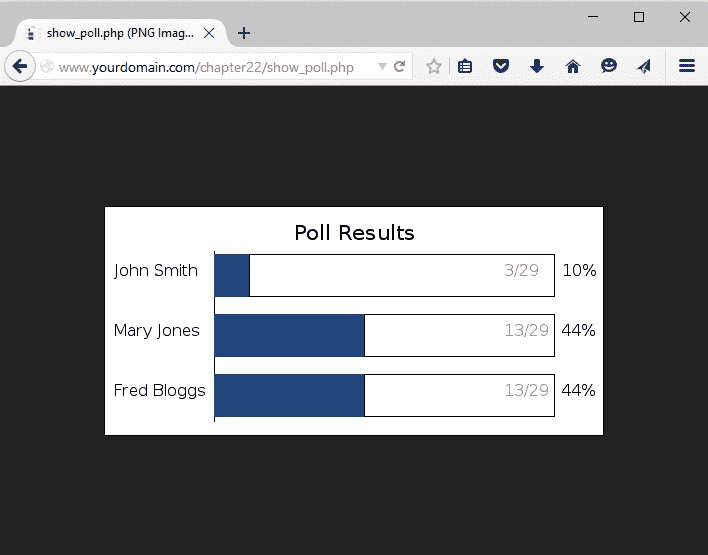 show_poll.php (PNG Imag...
www.yourdomain.com/chapter22/show_poll.php
Poll Results
John Smith 3/29 10%
Mary Jones 13/29 44%
Fred Bloggs 13/29 44%